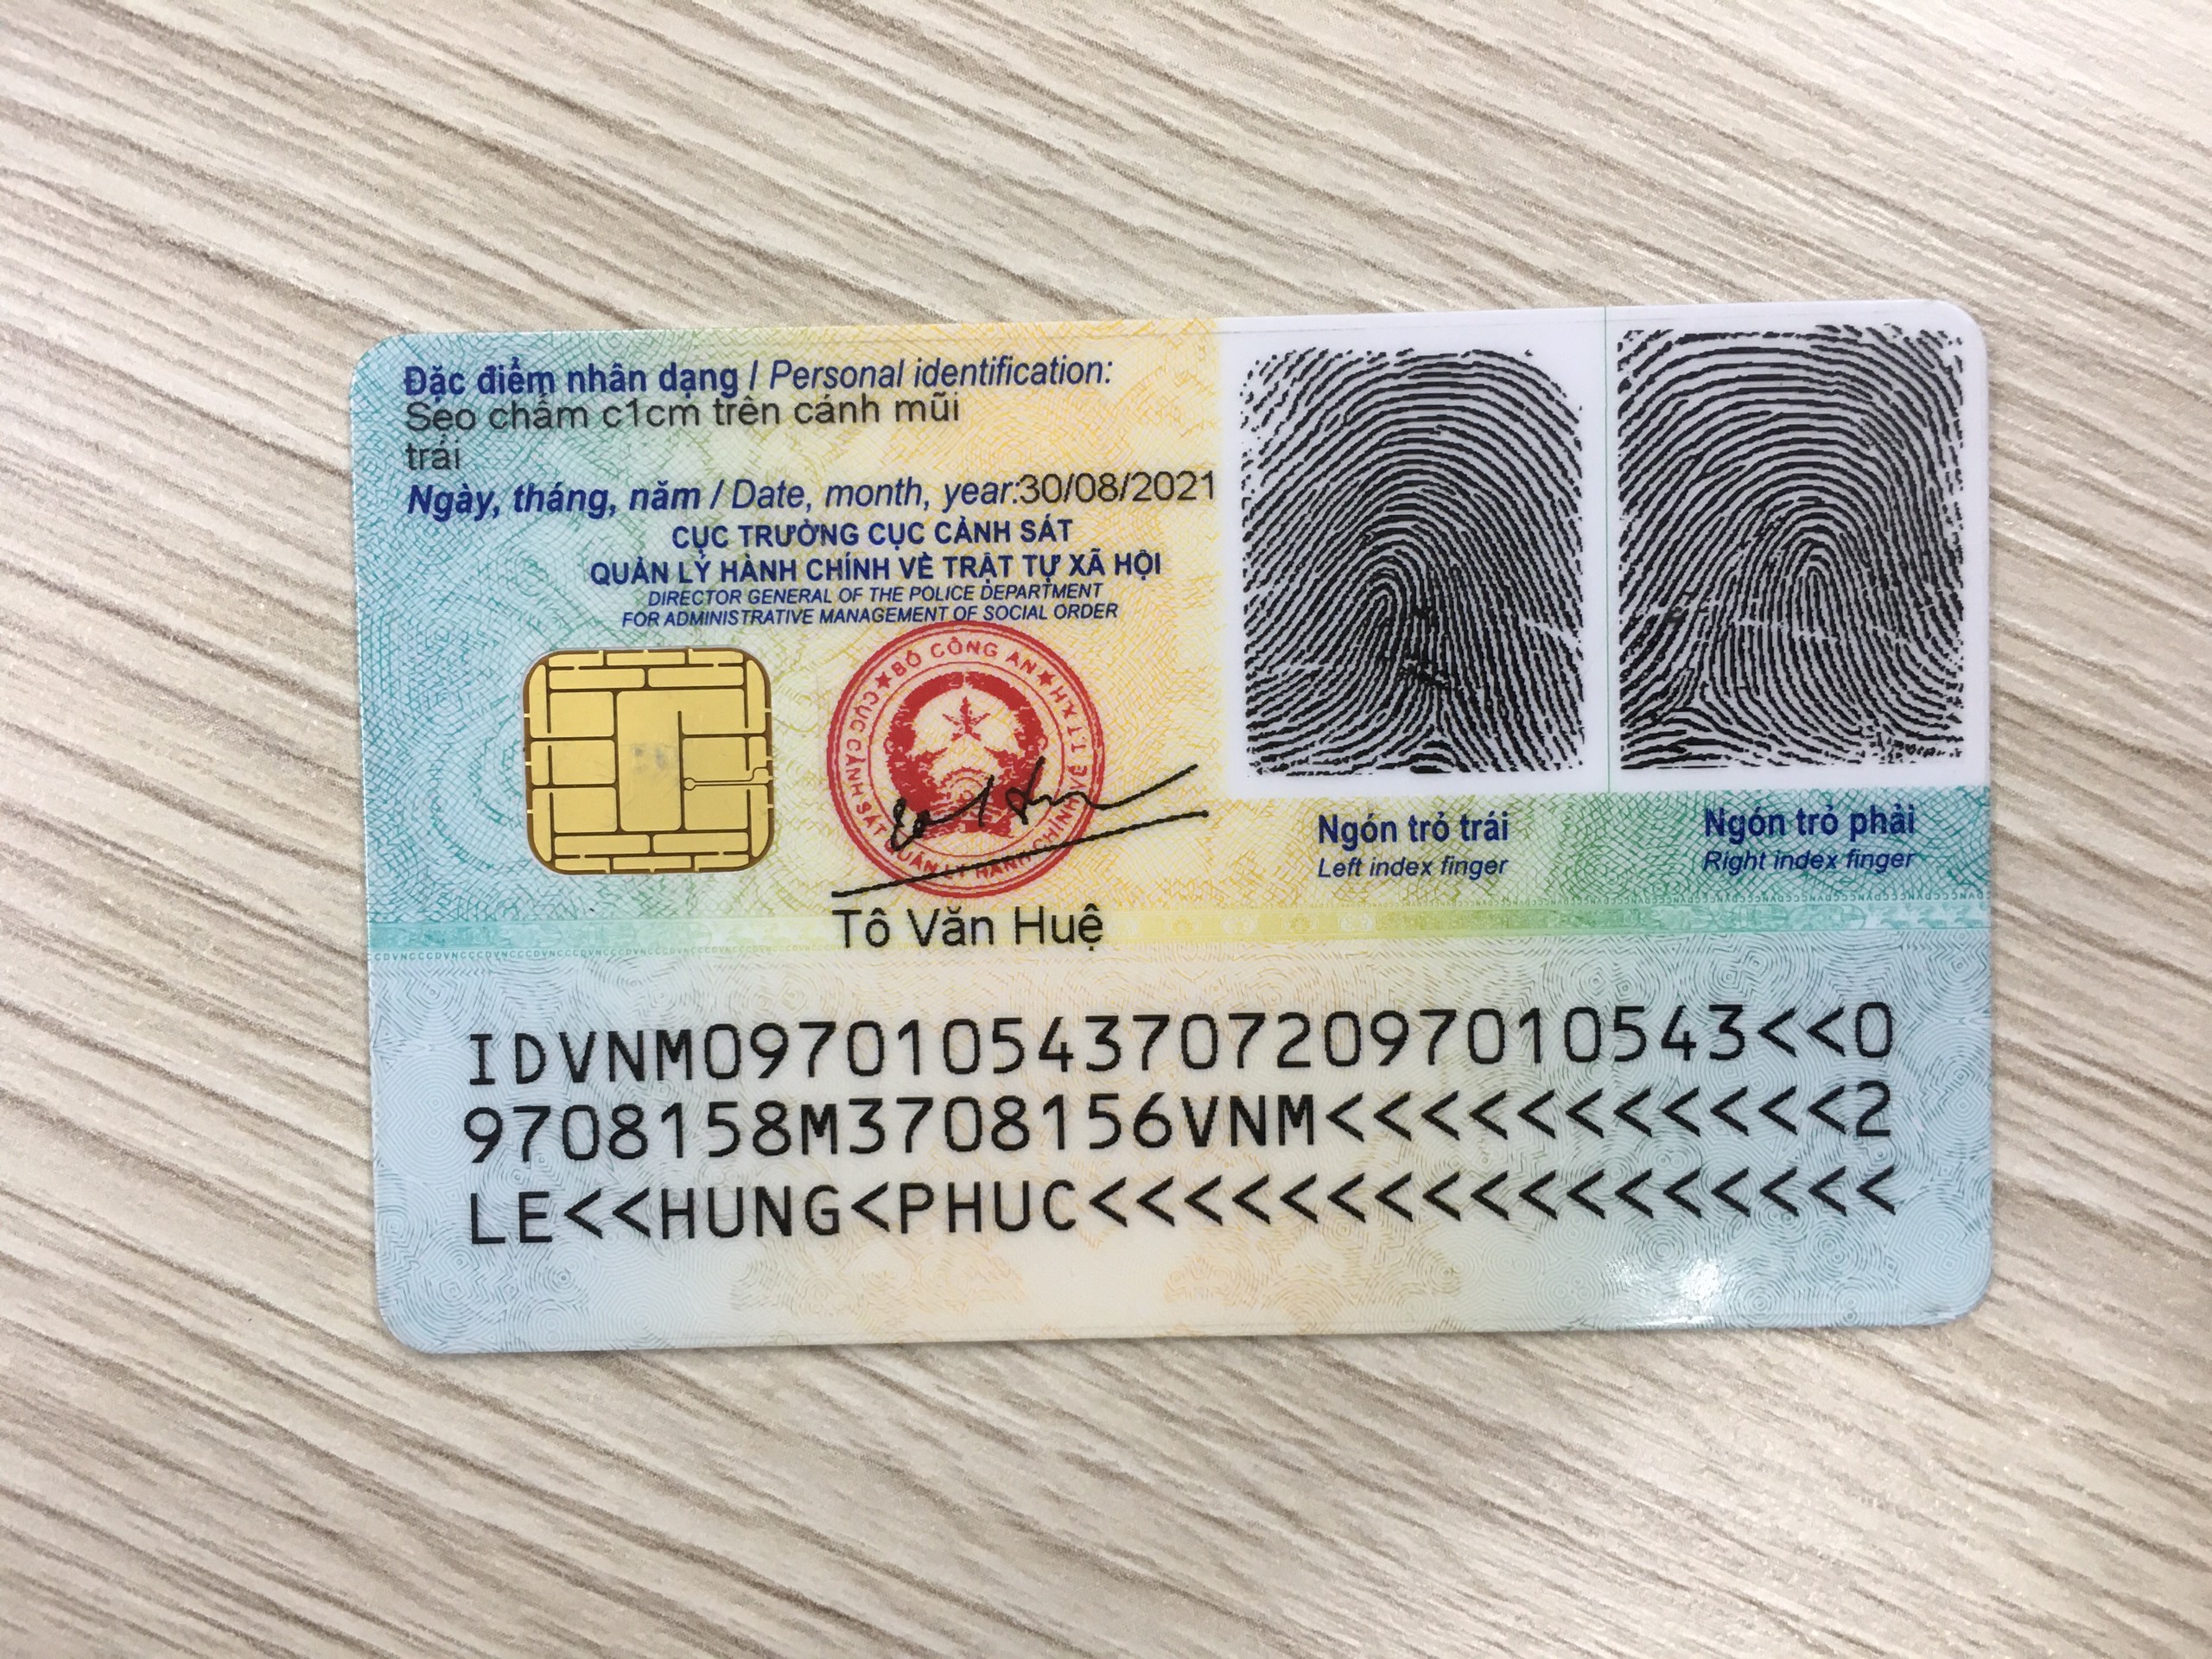 Đặc điểm nhân dạng / Personal identification:
Sẹo chấm c1cm trên cánh mũi
trái
Ngày, tháng, năm / Date, month, year:30/08/2021
CỤC TRƯỞNG CỤC CẢNH SÁT
QUẢN LÝ HÀNH CHÍNH VỀ TRẬT TỰ XÃ HỘI
DIRECTOR GENERAL OF THE POLICE DEPARTMENT
FOR ADMINISTRATIVE MANAGEMENT OF SOCIAL ORDER
BỘ CÔNG AN
CỤC CẢNH SÁT QUẢN LÝ HÀNH CHÍNH VỀ TTXH
Tô Văn Huệ
Ngón trỏ trái
Left index finger
Ngón trỏ phải
Right index finger
IDVNM0970105437072097010543<<0
9708158M3708156VNM<<<<<<<<<<<2
LE<<HUNG<PHUC<<<<<<<<<<<<<<<<<